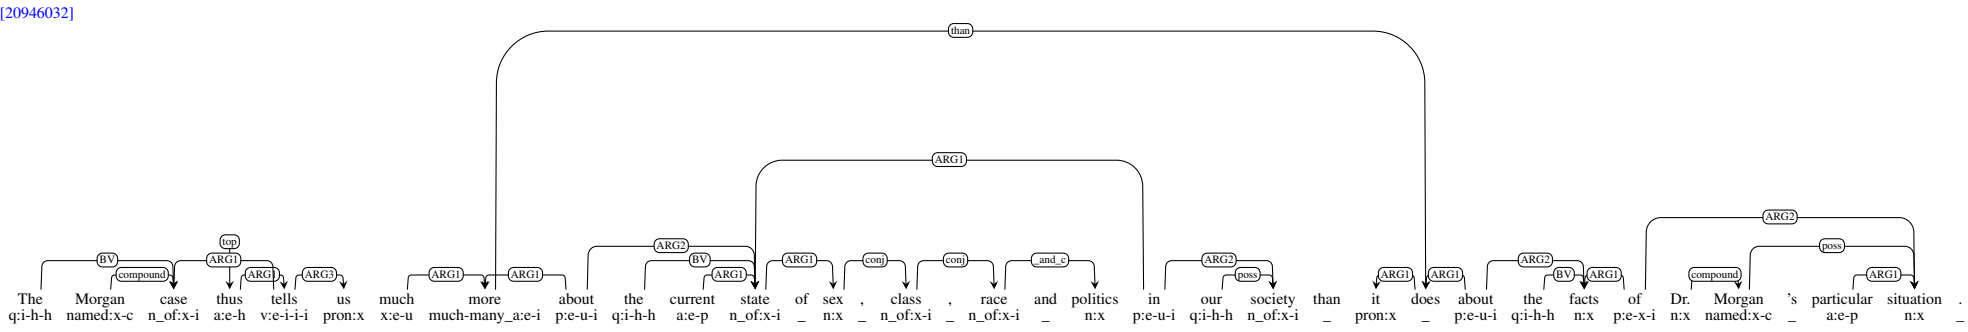 [20946032]
than
ARG1
ARG2
top
ARG2
poss
BV ARG1 BV conj conj _and_c ARG2 ARG2
compound ARG1 ARG3 ARG1 ARG1 ARG1 ARG1 poss ARG1 ARG1 BV ARG1 compound ARG1
The Morgan case thus tells us much more about the current state of sex , class , race and politics in our society than it does about the facts of Dr. Morgan 's particular situation .
q:i-h-h named:x-c n_of:x-i a:e-h v:e-i-i-i pron:x x:e-u much-many_a:e-i p:e-u-i q:i-h-h a:e-p n_of:x-i _ n:x _ n_of:x-i _ n_of:x-i _ n:x p:e-u-i q:i-h-h n_of:x-i _ pron:x _ p:e-u-i q:i-h-h n:x p:e-x-i n:x named:x-c _ a:e-p n:x _